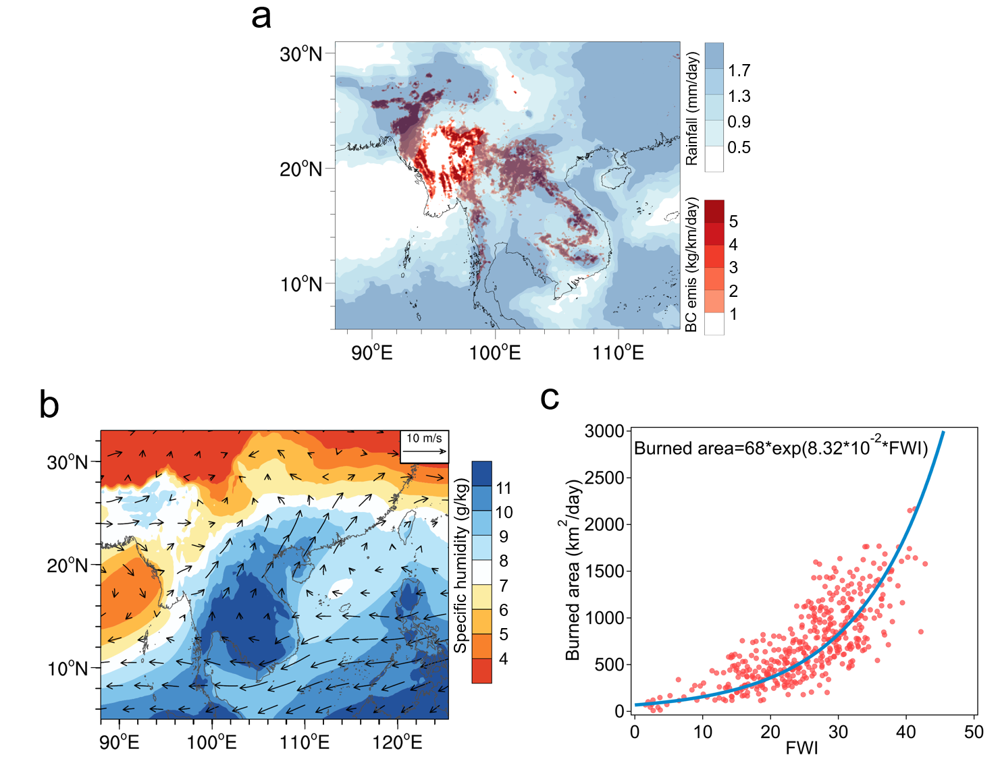 a
30°N
20°N
10°N
90°E 100°E 110°E
Rainfall (mm/day)
1.7
1.3
0.9
0.5
BC emis (kg/km/day)
5
4
3
2
1
b
10 m/s
30°N
20°N
10°N
90°E 100°E 110°E 120°E
Specific humidity (g/kg)
11
10
9
8
7
6
5
4
c
Burned area=68*exp(8.32*10⁻²*FWI)
Burned area (km²/day)
3000
2500
2000
1500
1000
500
0
0 10 20 30 40 50
FWI